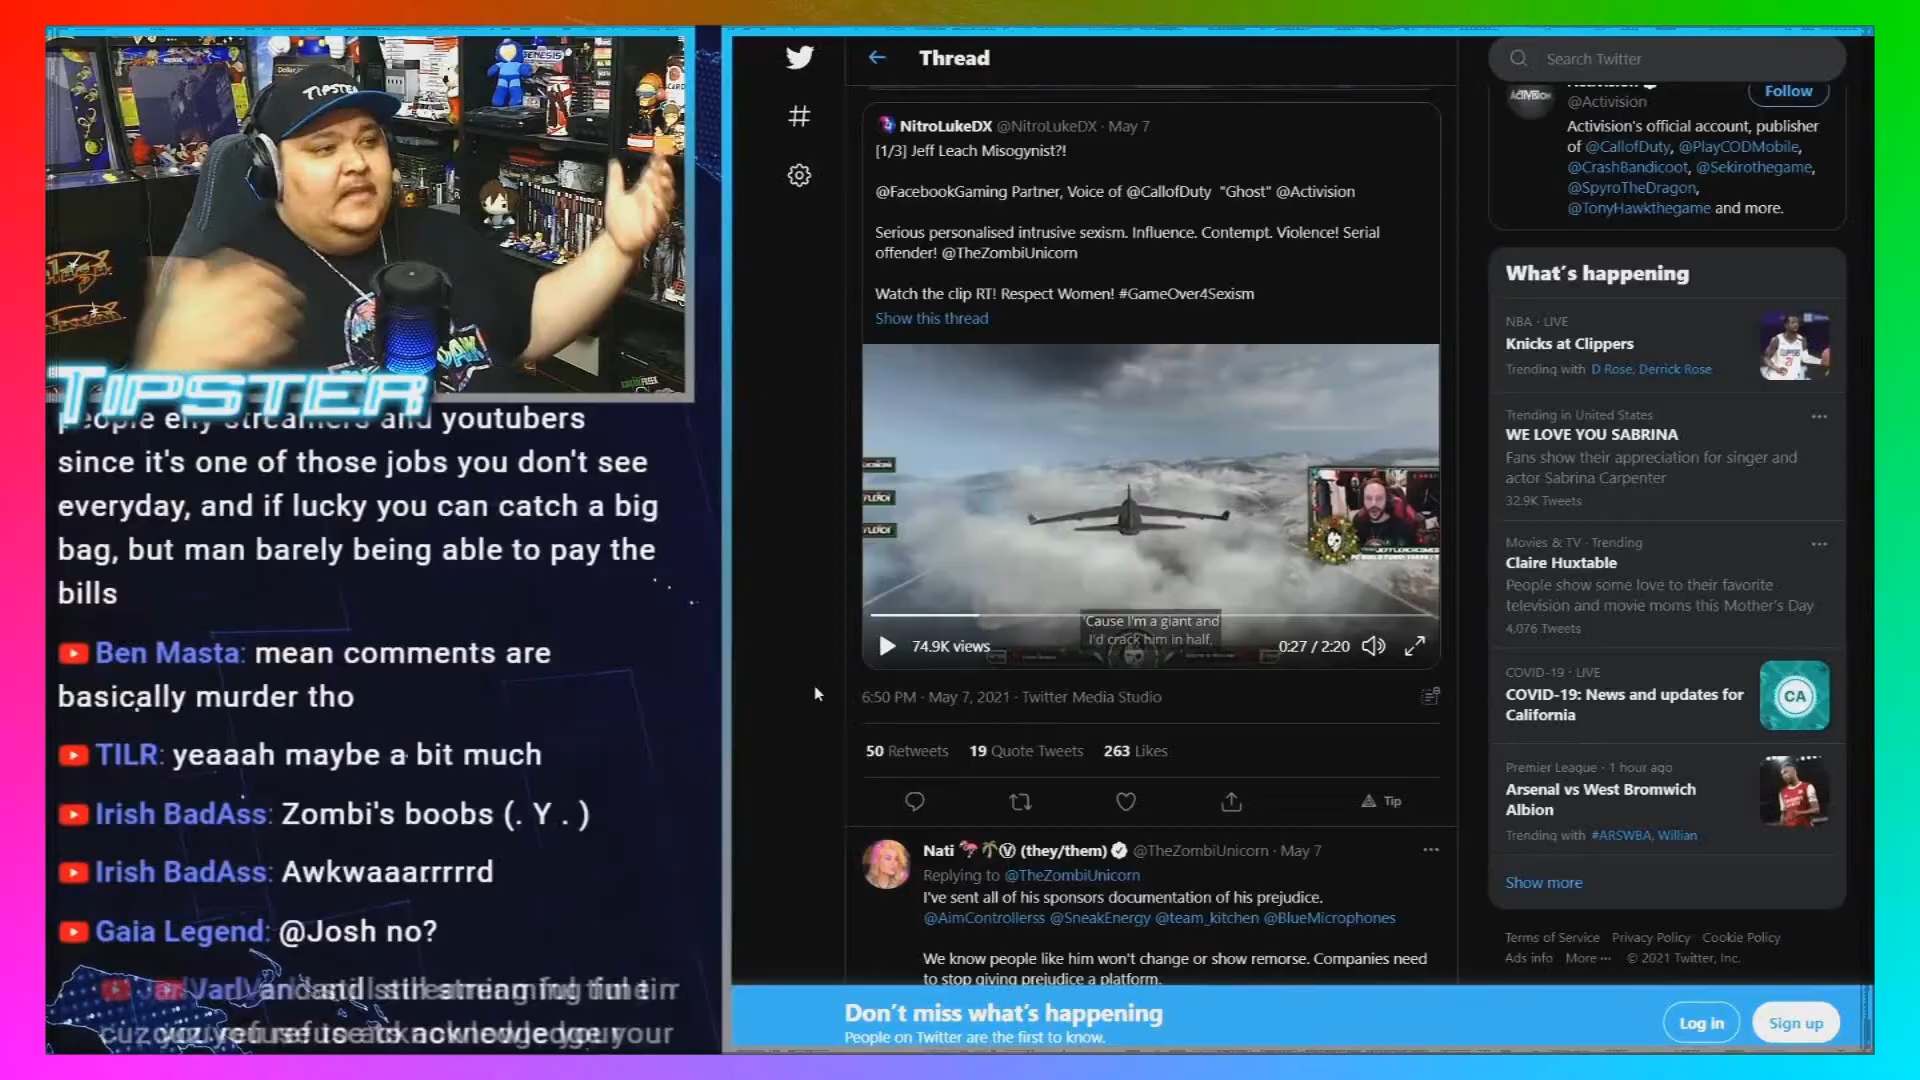 TIPSTER
GENESIS
TIPSTER
and youtubers
since it's one of those jobs you don't see
everyday, and if lucky you can catch a big
bag, but man barely being able to pay the
bills
Ben Masta: mean comments are
basically murder tho
TILR: yeaaah maybe a bit much
Irish BadAss: Zombi's boobs (. Y . )
Irish BadAss: Awkwaaarrrrrd
Gaia Legend: @Josh no?
Thread
NitroLukeDX @NitroLukeDX · May 7
[1/3] Jeff Leach Misogynist?!
@FacebookGaming Partner, Voice of @CallofDuty "Ghost" @Activision
Serious personalised intrusive sexism. Influence. Contempt. Violence! Serial
offender! @TheZombiUnicorn
Watch the clip RT! Respect Women! #GameOver4Sexism
Show this thread
'Cause I'm a giant and
I'd crack him in half,
74.9K views
0:27 / 2:20
6:50 PM · May 7, 2021 · Twitter Media Studio
50 Retweets 19 Quote Tweets 263 Likes
Tip
Nati (they/them) @TheZombiUnicorn · May 7
Replying to @TheZombiUnicorn
I've sent all of his sponsors documentation of his prejudice.
@AimControllerss @SneakEnergy @team_kitchen @BlueMicrophones
We know people like him won't change or show remorse. Companies need
to stop giving prejudice a platform.
Search Twitter
ACTIVISION
@Activision
Follow
Activision's official account, publisher
of @CallofDuty, @PlayCODMobile,
@CrashBandicoot, @Sekirothegame,
@SpyroTheDragon,
@TonyHawkthegame and more.
What's happening
NBA · LIVE
Knicks at Clippers
Trending with D Rose, Derrick Rose
Trending in United States
WE LOVE YOU SABRINA
Fans show their appreciation for singer and
actor Sabrina Carpenter
32.9K Tweets
Movies & TV · Trending
Claire Huxtable
People show some love to their favorite
television and movie moms this Mother's Day
4,076 Tweets
COVID-19 · LIVE
COVID-19: News and updates for
California
CA
Premier League · 1 hour ago
Arsenal vs West Bromwich
Albion
Trending with #ARSWBA, Willian
Show more
Terms of Service Privacy Policy Cookie Policy
Ads info More ··· © 2021 Twitter, Inc.
Don't miss what's happening
People on Twitter are the first to know.
Log in
Sign up